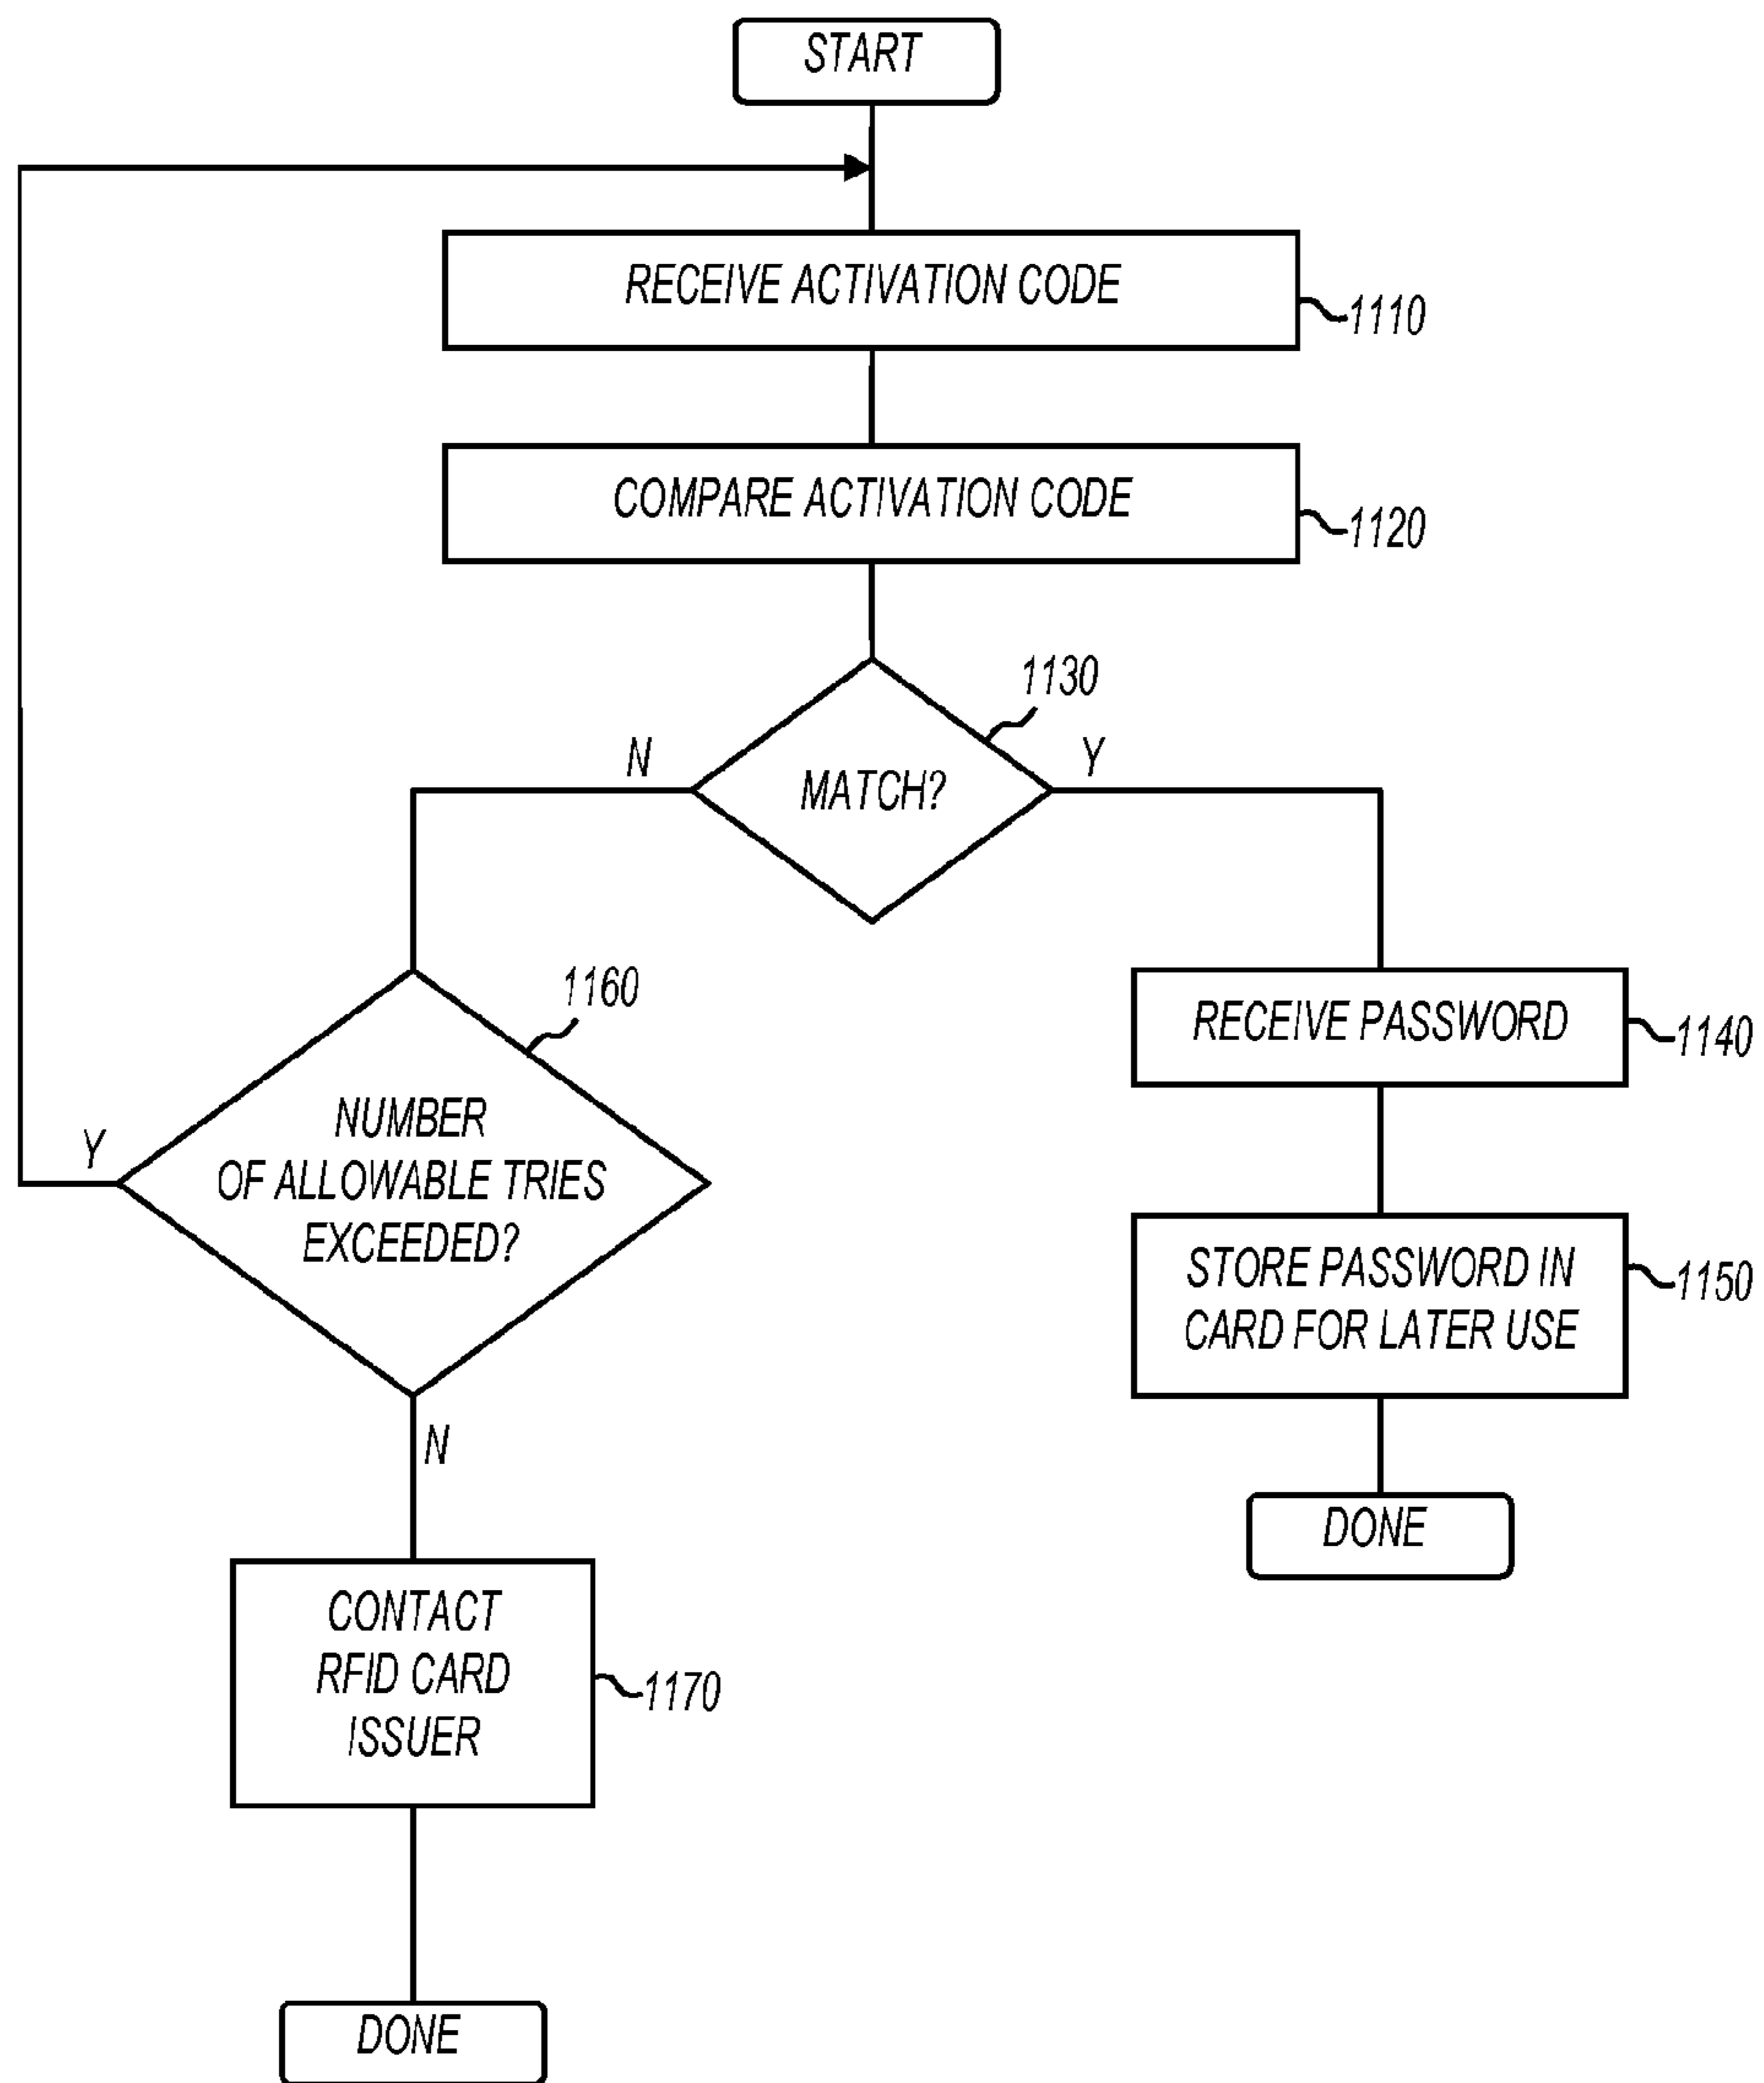 START
RECEIVE ACTIVATION CODE
1110
COMPARE ACTIVATION CODE
1120
1130
N
MATCH?
Y
1160
NUMBER
OF ALLOWABLE TRIES
EXCEEDED?
Y
N
RECEIVE PASSWORD
1140
STORE PASSWORD IN
CARD FOR LATER USE
1150
DONE
CONTACT
RFID CARD
ISSUER
1170
DONE